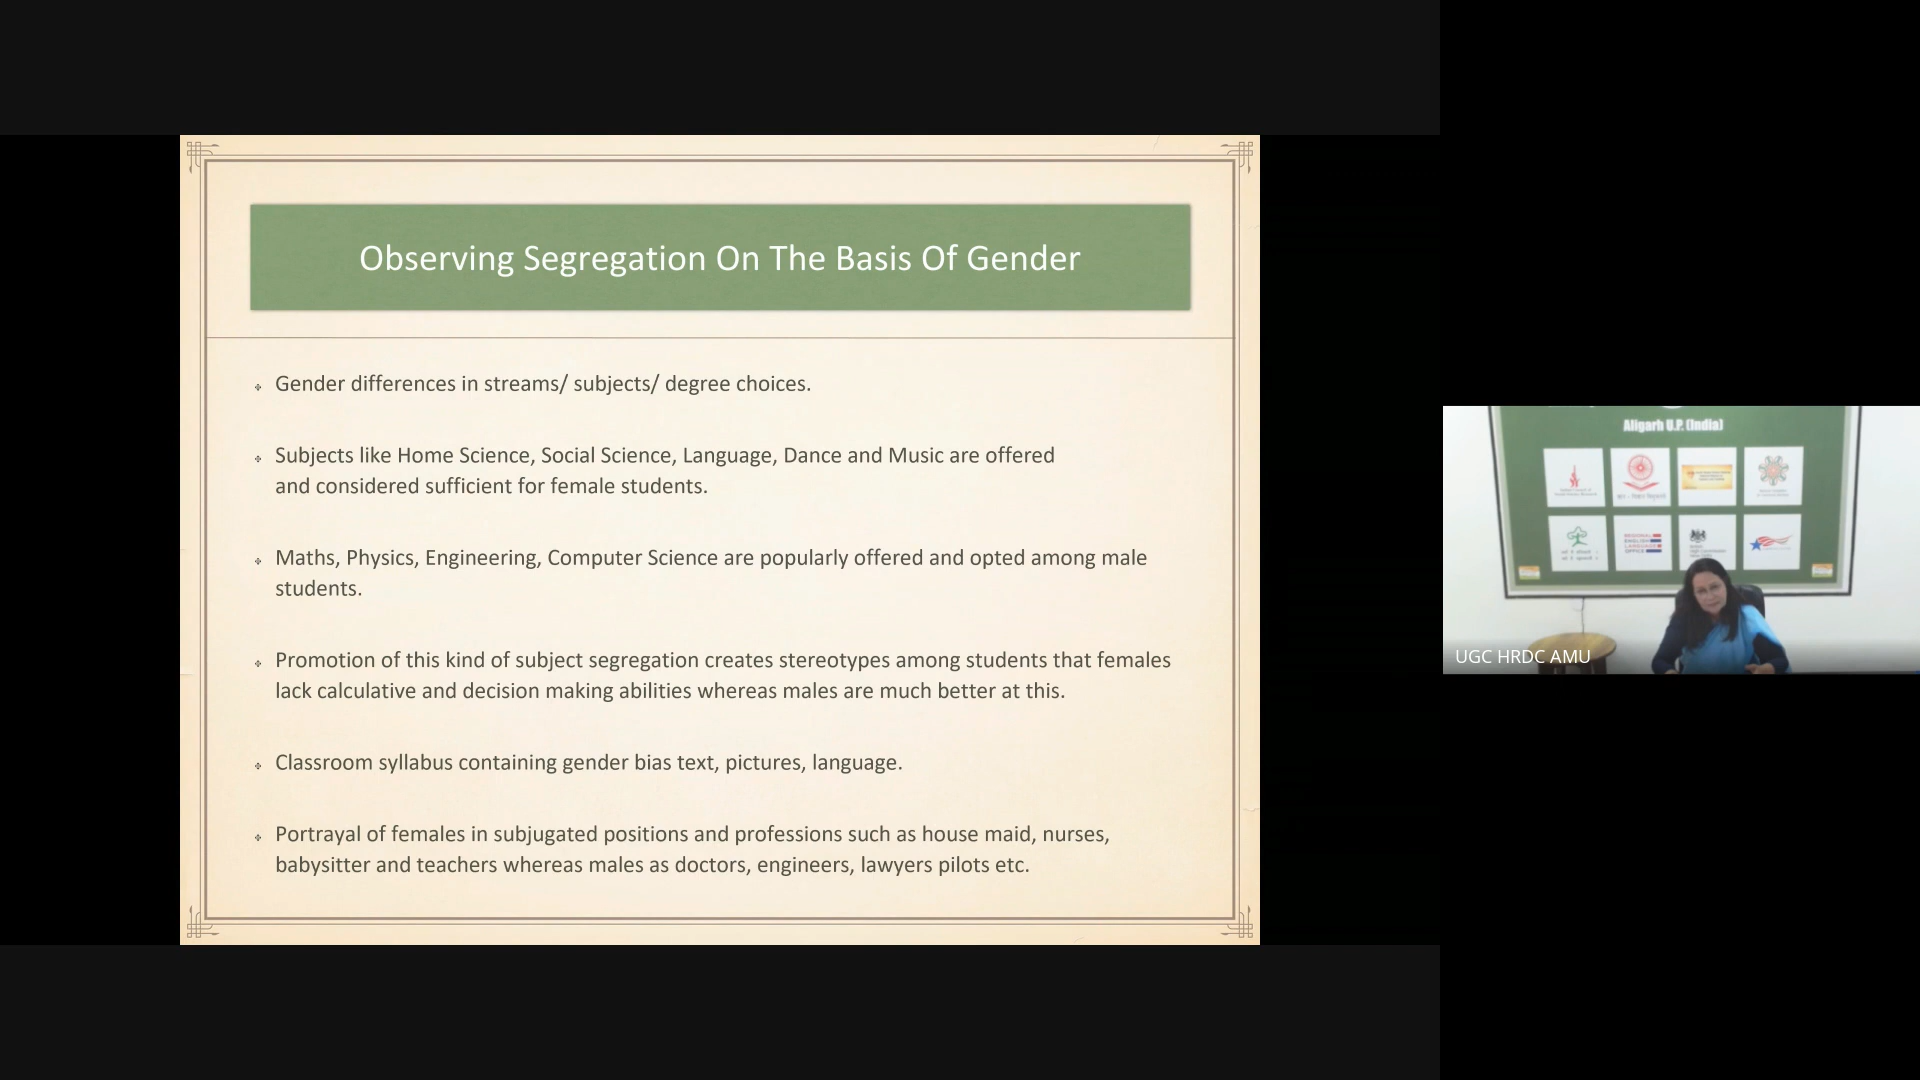 Observing Segregation On The Basis Of Gender
Gender differences in streams/ subjects/ degree choices.
Subjects like Home Science, Social Science, Language, Dance and Music are offered
and considered sufficient for female students.
Maths, Physics, Engineering, Computer Science are popularly offered and opted among male
students.
Promotion of this kind of subject segregation creates stereotypes among students that females
lack calculative and decision making abilities whereas males are much better at this.
Classroom syllabus containing gender bias text, pictures, language.
Portrayal of females in subjugated positions and professions such as house maid, nurses,
babysitter and teachers whereas males as doctors, engineers, lawyers pilots etc.
Aligarh U.P. (India)
REGIONAL
ENGLISH
LANGUAGE
OFFICE
UGC HRDC AMU